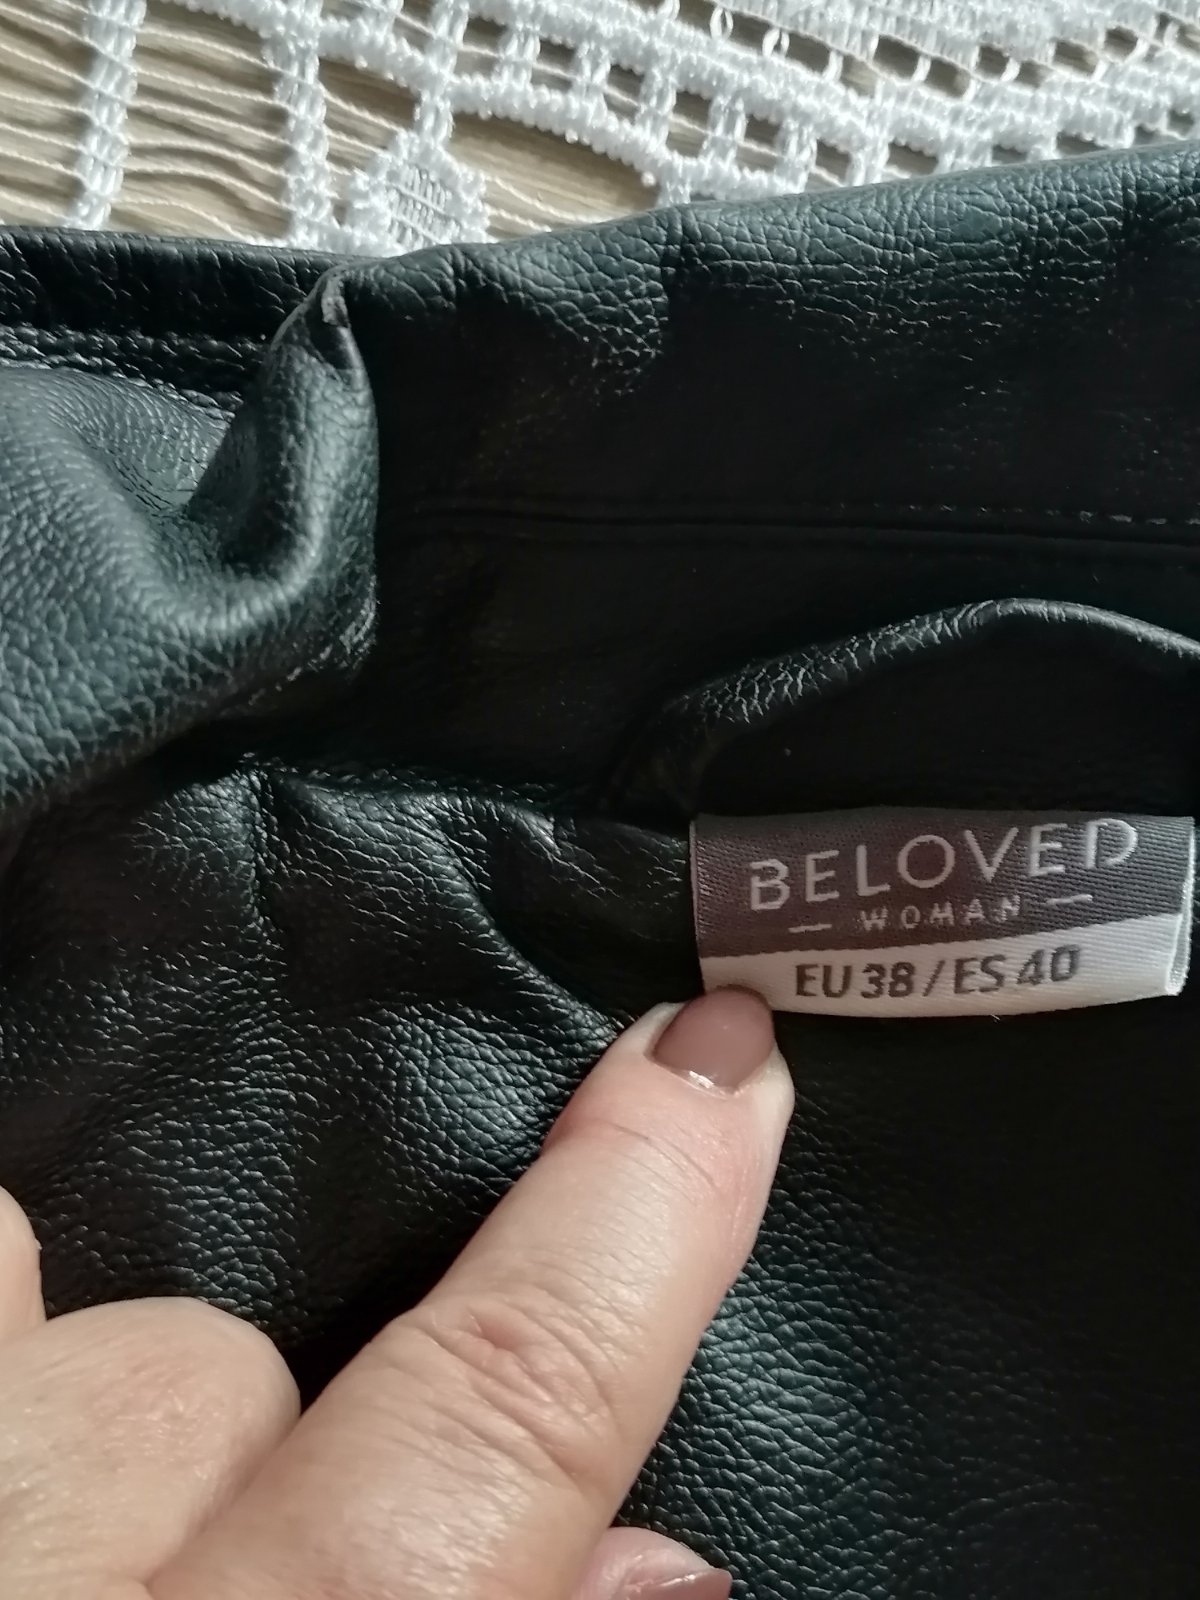 BELOVED
— WOMAN —
EU 38 / ES 40